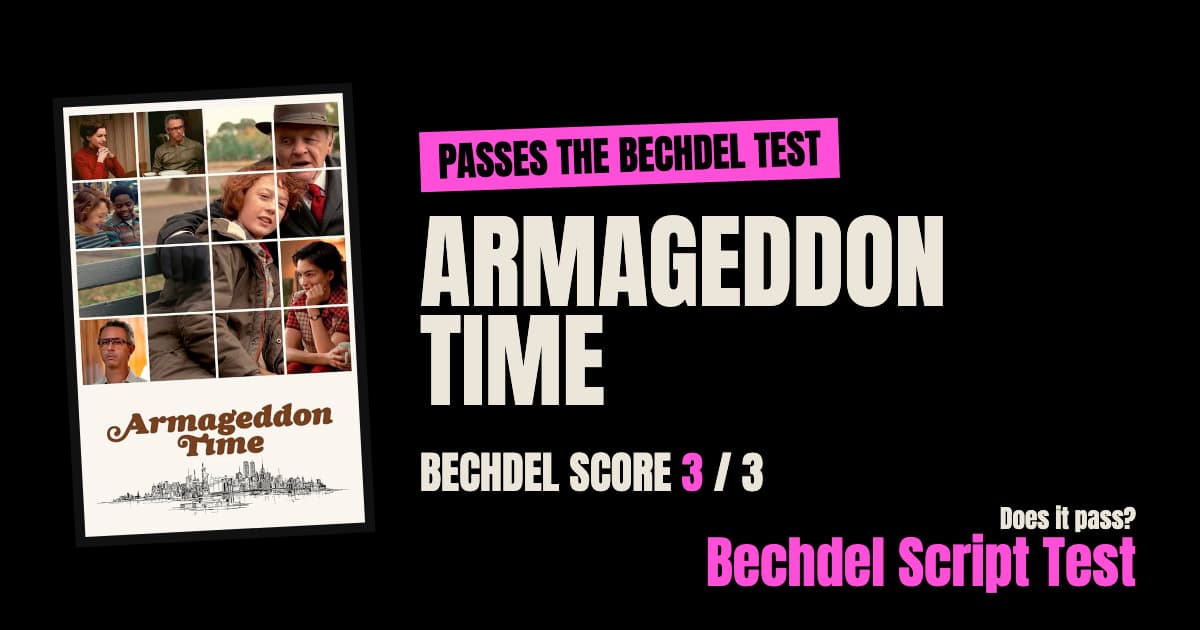 PASSES THE BECHDEL TEST
ARMAGEDDON
TIME
BECHDEL SCORE 3 / 3
Armageddon
Time
Does it pass?
Bechdel Script Test